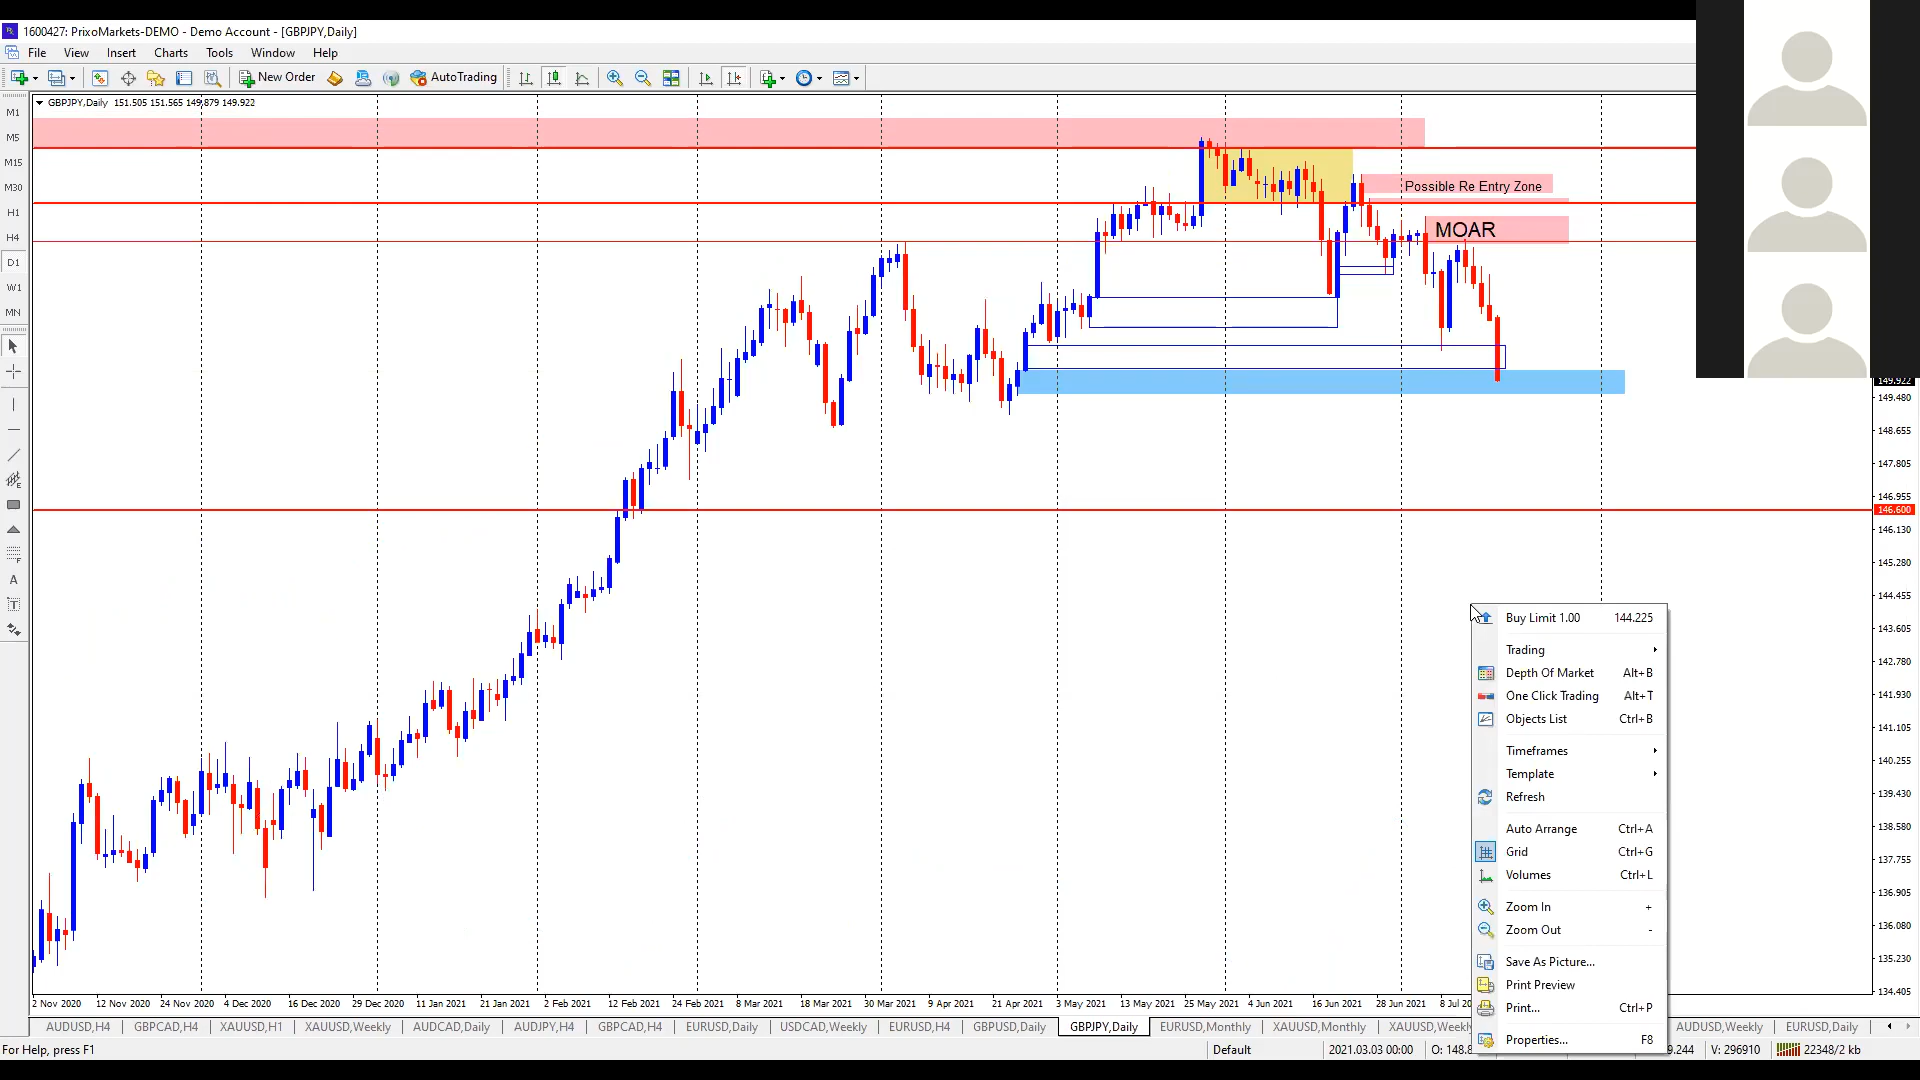 1600427: PrixoMarkets-DEMO - Demo Account - [GBPJPY,Daily]
File View Insert Charts Tools Window Help
New Order AutoTrading
M1
M5
M15
M30
H1
H4
D1
W1
MN
A
GBPJPY,Daily 151.505 151.565 149.879 149.922
Possible Re Entry Zone
MOAR
149.922
149.480
148.655
147.805
146.955
146.600
146.130
145.280
144.455
143.605
142.780
141.930
141.105
140.255
139.430
138.580
137.755
136.905
136.080
135.230
134.405
Buy Limit 1.00 144.225
Trading
Depth Of Market Alt+B
One Click Trading Alt+T
Objects List Ctrl+B
Timeframes
Template
Refresh
Auto Arrange Ctrl+A
Grid Ctrl+G
Volumes Ctrl+L
Zoom In +
Zoom Out -
Save As Picture...
Print Preview
Print... Ctrl+P
Properties... F8
2 Nov 2020 12 Nov 2020 24 Nov 2020 4 Dec 2020 16 Dec 2020 29 Dec 2020 11 Jan 2021 21 Jan 2021 2 Feb 2021 12 Feb 2021 24 Feb 2021 8 Mar 2021 18 Mar 2021 30 Mar 2021 9 Apr 2021 21 Apr 2021 3 May 2021 13 May 2021 25 May 2021 4 Jun 2021 16 Jun 2021 28 Jun 2021 8 Jul 20
AUDUSD,H4 GBPCAD,H4 XAUUSD,H1 XAUUSD,Weekly AUDCAD,Daily AUDJPY,H4 GBPCAD,H4 EURUSD,Daily USDCAD,Weekly EURUSD,H4 GBPUSD,Daily GBPJPY,Daily EURUSD,Monthly XAUUSD,Monthly XAUUSD,Weekly AUDUSD,Weekly EURUSD,Daily
For Help, press F1 Default 2021.03.03 00:00 O: 148.8 9.244 V: 296910 22348/2 kb